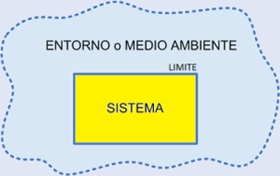 ENTORNO o MEDIO AMBIENTE
LIMITE
SISTEMA